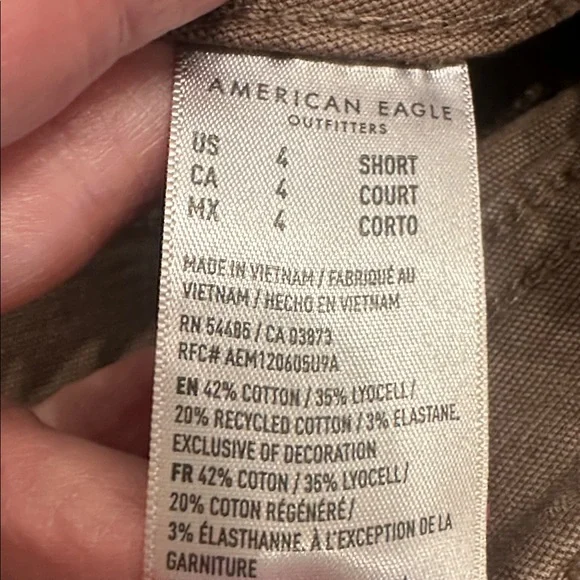 AMERICAN EAGLE
OUTFITTERS
US 4 SHORT
CA 4 COURT
MX 4 CORTO
MADE IN VIETNAM / FABRIQUÉ AU
VIETNAM / HECHO EN VIETNAM
RN 54485 / CA 03873
RFC# AEM120605U9A
EN 42% COTTON / 35% LYOCELL /
20% RECYCLED COTTON / 3% ELASTANE.
EXCLUSIVE OF DECORATION
FR 42% COTON / 35% LYOCELL /
20% COTON RÉGÉNÉRÉ /
3% ÉLASTHANNE. À L'EXCEPTION DE LA
GARNITURE